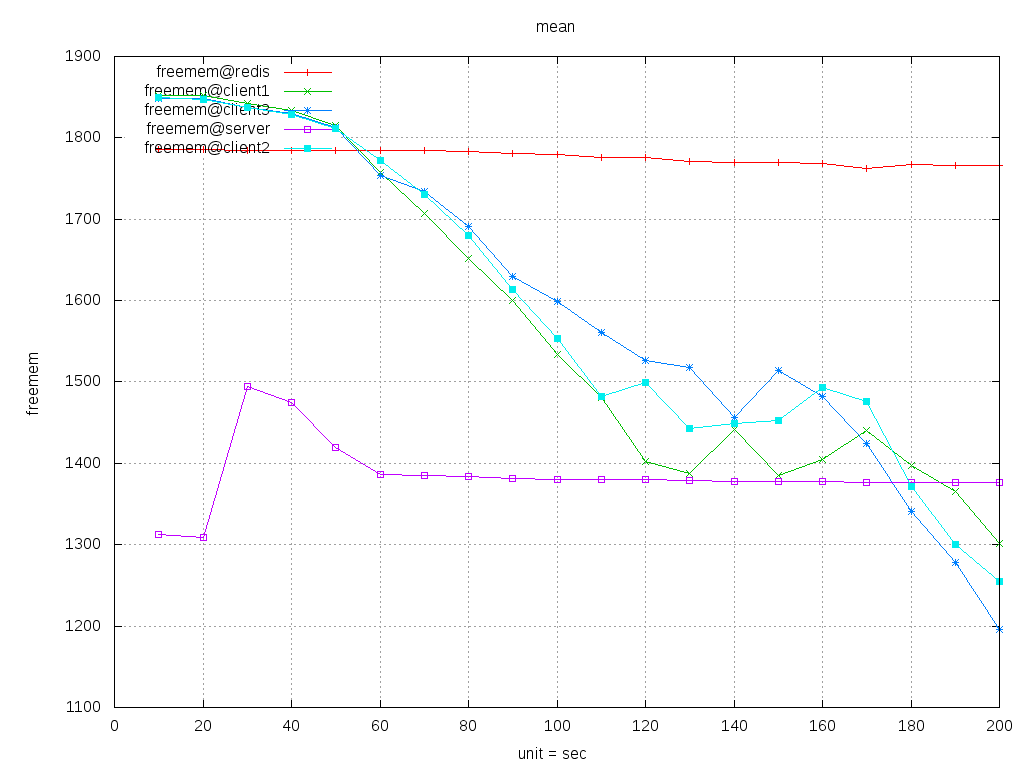 mean
1900
1800
1700
1600
1500
1400
1300
1200
1100
freemem
freemem@redis
freemem@client1
freemem@client3
freemem@server
freemem@client2
0 20 40 60 80 100 120 140 160 180 200
unit = sec